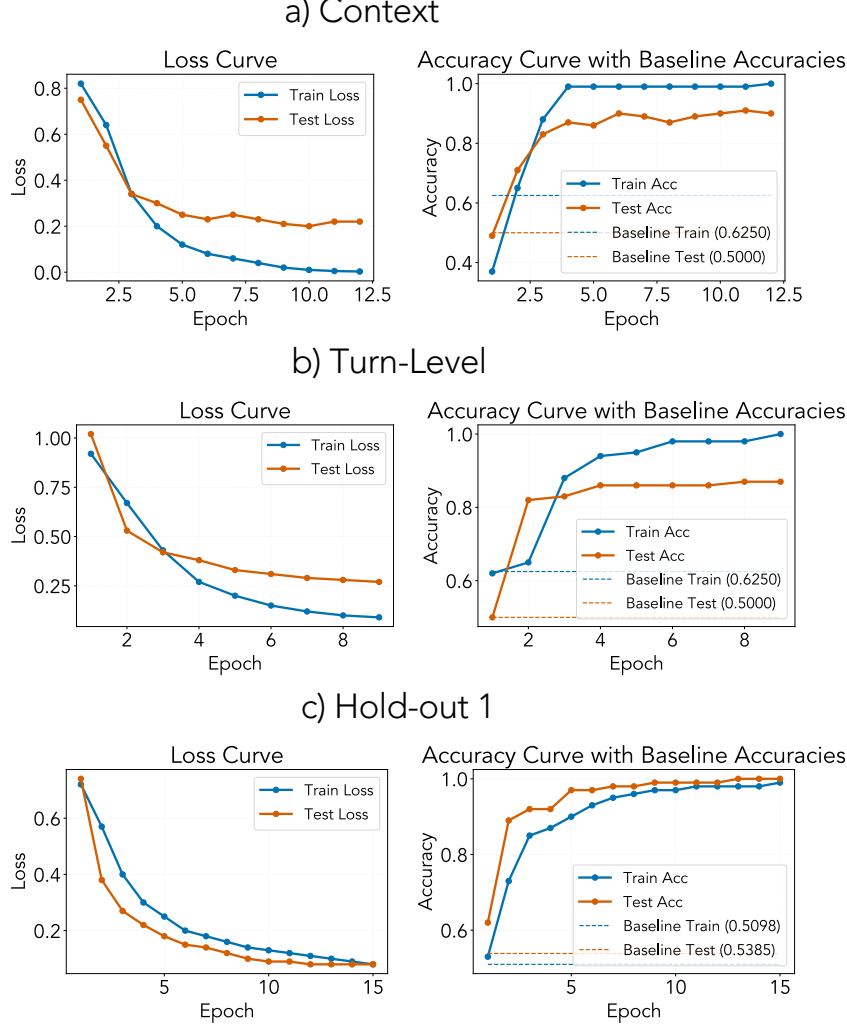 a) Context
Loss Curve
Loss
0.8
0.6
0.4
0.2
0.0
Train Loss
Test Loss
2.5 5.0 7.5 10.0 12.5
Epoch
Accuracy Curve with Baseline Accuracies
Accuracy
1.0
0.8
0.6
0.4
Train Acc
Test Acc
Baseline Train (0.6250)
Baseline Test (0.5000)
2.5 5.0 7.5 10.0 12.5
Epoch
b) Turn-Level
Loss Curve
Loss
1.00
0.75
0.50
0.25
Train Loss
Test Loss
2 4 6 8
Epoch
Accuracy Curve with Baseline Accuracies
Accuracy
1.0
0.8
0.6
Train Acc
Test Acc
Baseline Train (0.6250)
Baseline Test (0.5000)
2 4 6 8
Epoch
c) Hold-out 1
Loss Curve
Loss
0.6
0.4
0.2
Train Loss
Test Loss
5 10 15
Epoch
Accuracy Curve with Baseline Accuracies
Accuracy
1.0
0.8
0.6
Train Acc
Test Acc
Baseline Train (0.5098)
Baseline Test (0.5385)
5 10 15
Epoch